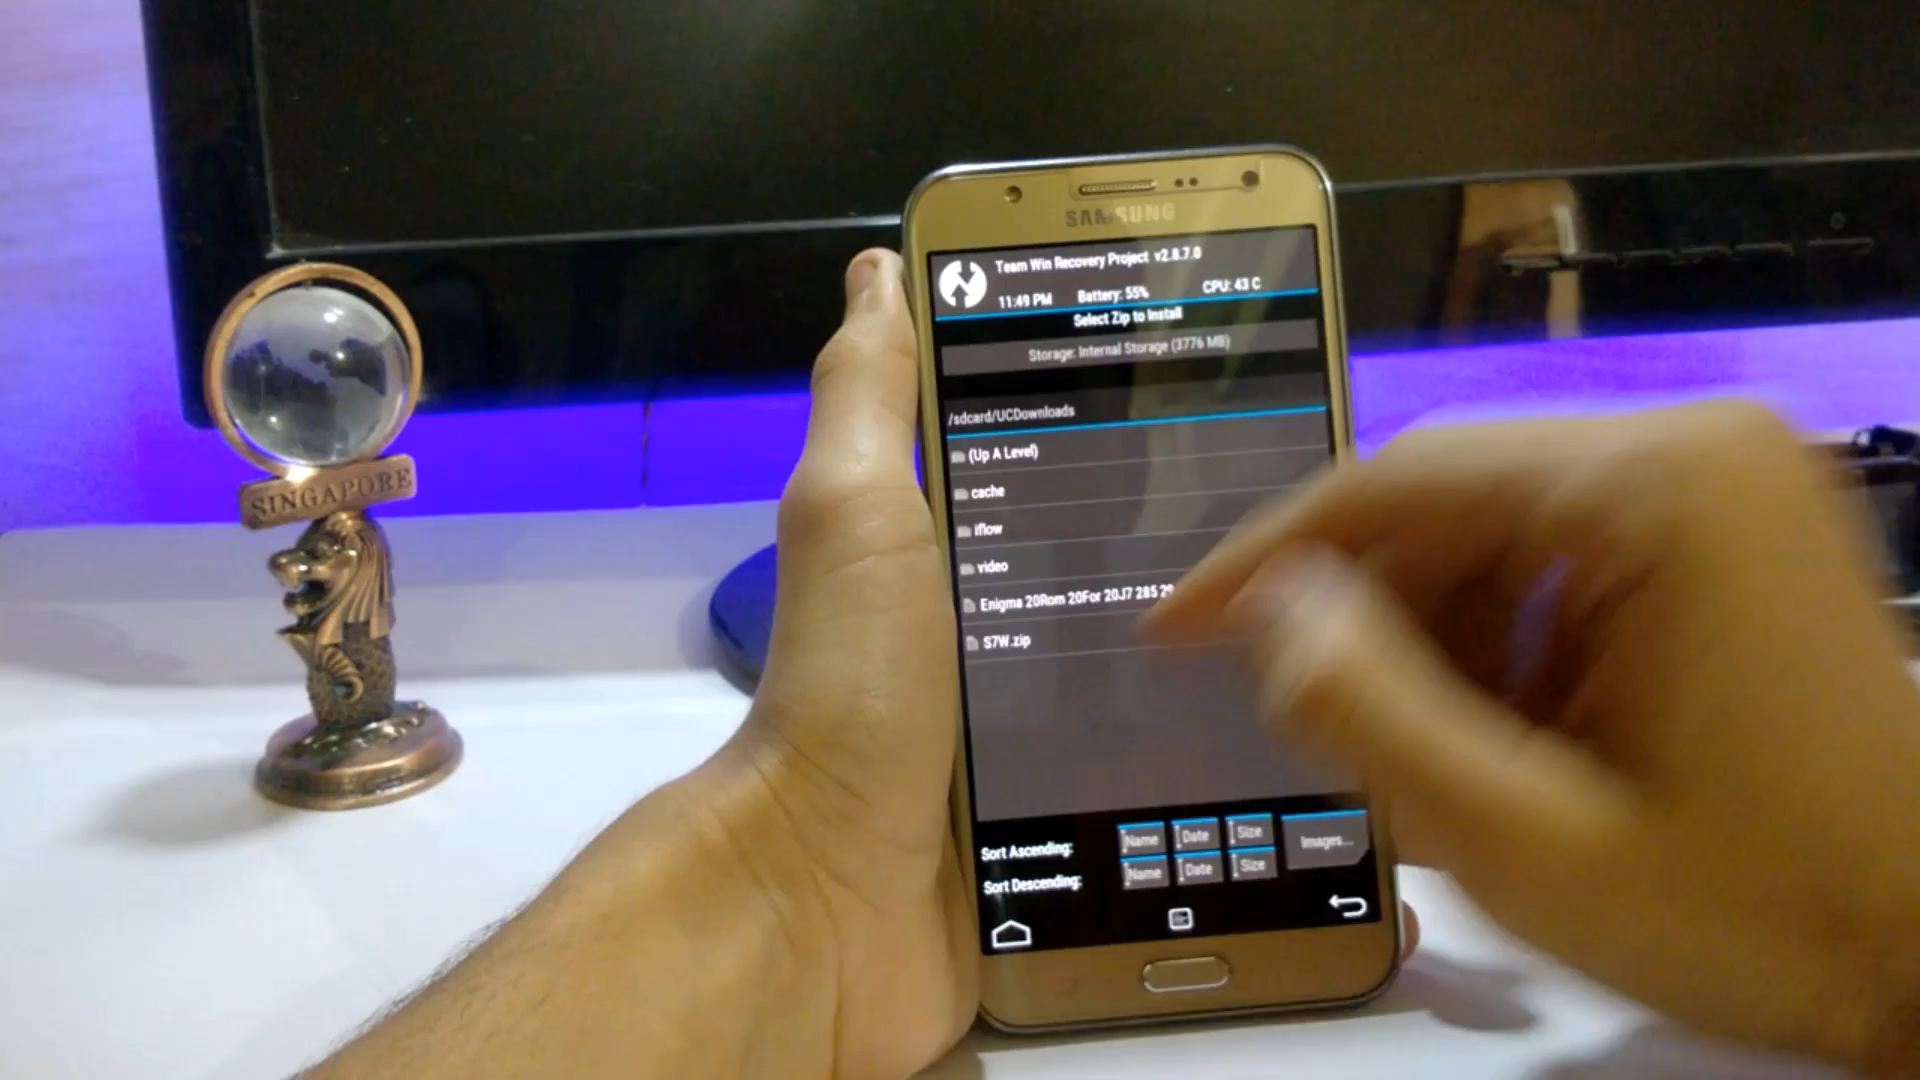 SINGAPORE
SAMSUNG
Team Win Recovery Project v2.8.7.0
11:49 PM Battery: 55% CPU: 43 C
Select Zip to Install
Storage: Internal Storage (3776 MB)
/sdcard/UCDownloads
(Up A Level)
cache
iflow
video
Enigma 20Rom 20For 20J7 285 29
S7W.zip
Sort Ascending: Name Date Size Images...
Sort Descending: Name Date Size